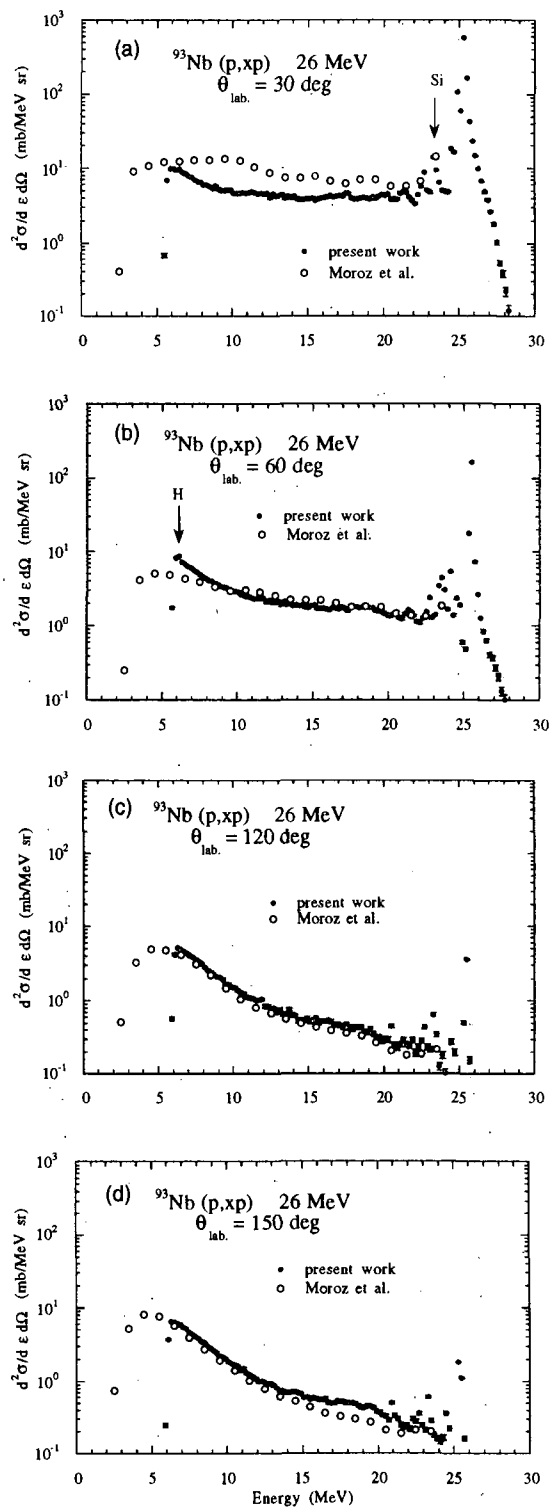 (a)
⁹³Nb (p,xp) 26 MeV
θ lab. = 30 deg
Si
present work
Moroz et al.
d²σ/d ε dΩ (mb/MeV sr)
10³
10²
10¹
10⁰
10⁻¹
0 5 10 15 20 25 30
(b)
⁹³Nb (p,xp) 26 MeV
θ lab. = 60 deg
H
present work
Moroz et al.
d²σ/d ε dΩ (mb/MeV sr)
10³
10²
10¹
10⁰
10⁻¹
0 5 10 15 20 25 30
(c)
⁹³Nb (p,xp) 26 MeV
θ lab. = 120 deg
present work
Moroz et al.
d²σ/d ε dΩ (mb/MeV sr)
10³
10²
10¹
10⁰
10⁻¹
0 5 10 15 20 25 30
(d)
⁹³Nb (p,xp) 26 MeV
θ lab. = 150 deg
present work
Moroz et al.
d²σ/d ε dΩ (mb/MeV sr)
10³
10²
10¹
10⁰
10⁻¹
0 5 10 15 20 25 30
Energy (MeV)